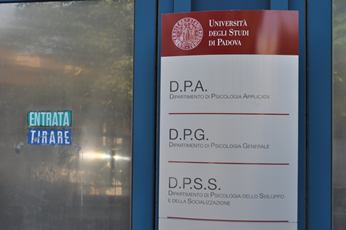 Università
degli Studi
di Padova
D.P.A.
Dipartimento di Psicologia Applicata
D.P.G.
Dipartimento di Psicologia Generale
D.P.S.S.
Dipartimento di Psicologia dello Sviluppo
e della Socializzazione
ENTRATA
TIRARE